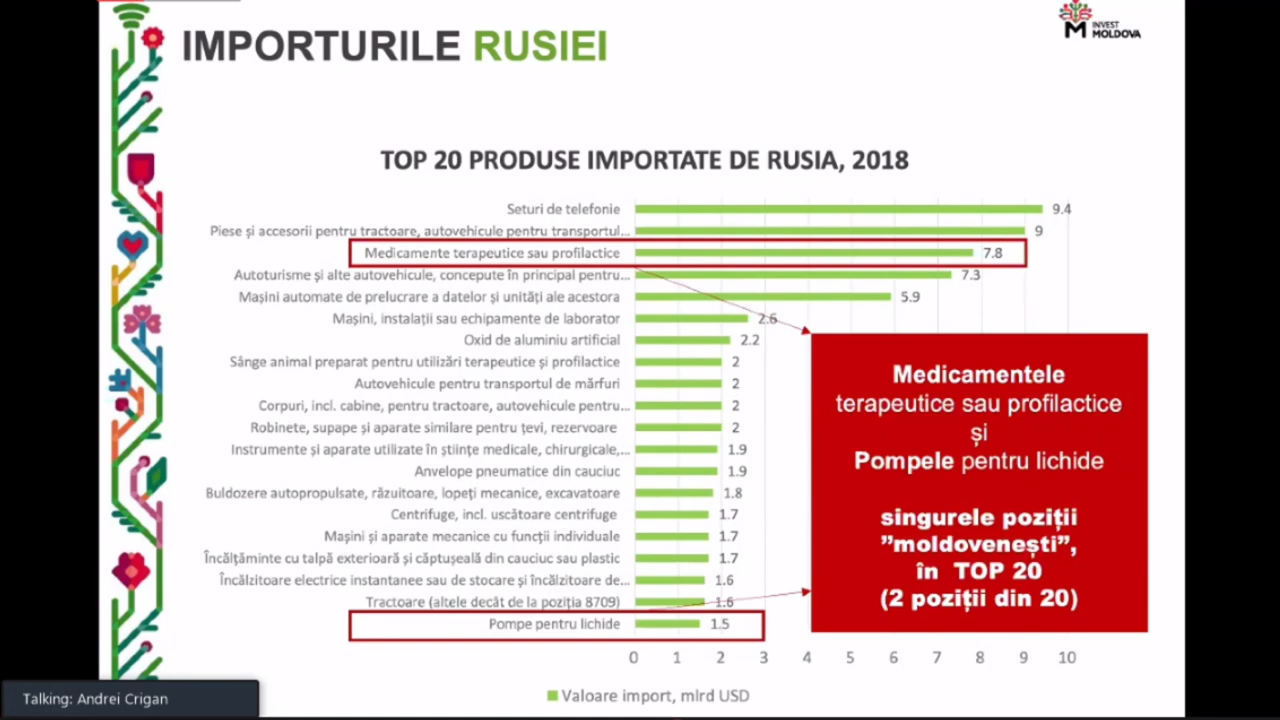 IMPORTURILE RUSIEI
INVEST
MOLDOVA
TOP 20 PRODUSE IMPORTATE DE RUSIA, 2018
Seturi de telefonie 9.4
Piese și accesorii pentru tractoare, autovehicule pentru transportul... 9
Medicamente terapeutice sau profilactice 7.8
Autoturisme și alte autovehicule, concepute în principal pentru... 7.3
Mașini automate de prelucrare a datelor și unități ale acestora 5.9
Mașini, instalații sau echipamente de laborator 2.6
Oxid de aluminiu artificial 2.2
Sânge animal preparat pentru utilizări terapeutice și profilactice 2
Autovehicule pentru transportul de mărfuri 2
Corpuri, incl. cabine, pentru tractoare, autovehicule pentru... 2
Robinete, supape și aparate similare pentru țevi, rezervoare 2
Instrumente și aparate utilizate în științe medicale, chirurgicale,... 1.9
Anvelope pneumatice din cauciuc 1.9
Buldozere autopropulsate, răzuitoare, lopeți mecanice, excavatoare 1.8
Centrifuge, incl. uscătoare centrifuge 1.7
Mașini și aparate mecanice cu funcții individuale 1.7
Încălțăminte cu talpă exterioară și căptușeală din cauciuc sau plastic 1.7
Încălzitoare electrice instantanee sau de stocare și încălzitoare de... 1.6
Tractoare (altele decât de la poziția 8709) 1.6
Pompe pentru lichide 1.5
0 1 2 3 4 5 6 7 8 9 10
Valoare import, mlrd USD
Medicamentele
terapeutice sau profilactice
și
Pompele pentru lichide
singurele poziții
”moldovenești”,
în TOP 20
(2 poziții din 20)
Talking: Andrei Crigan